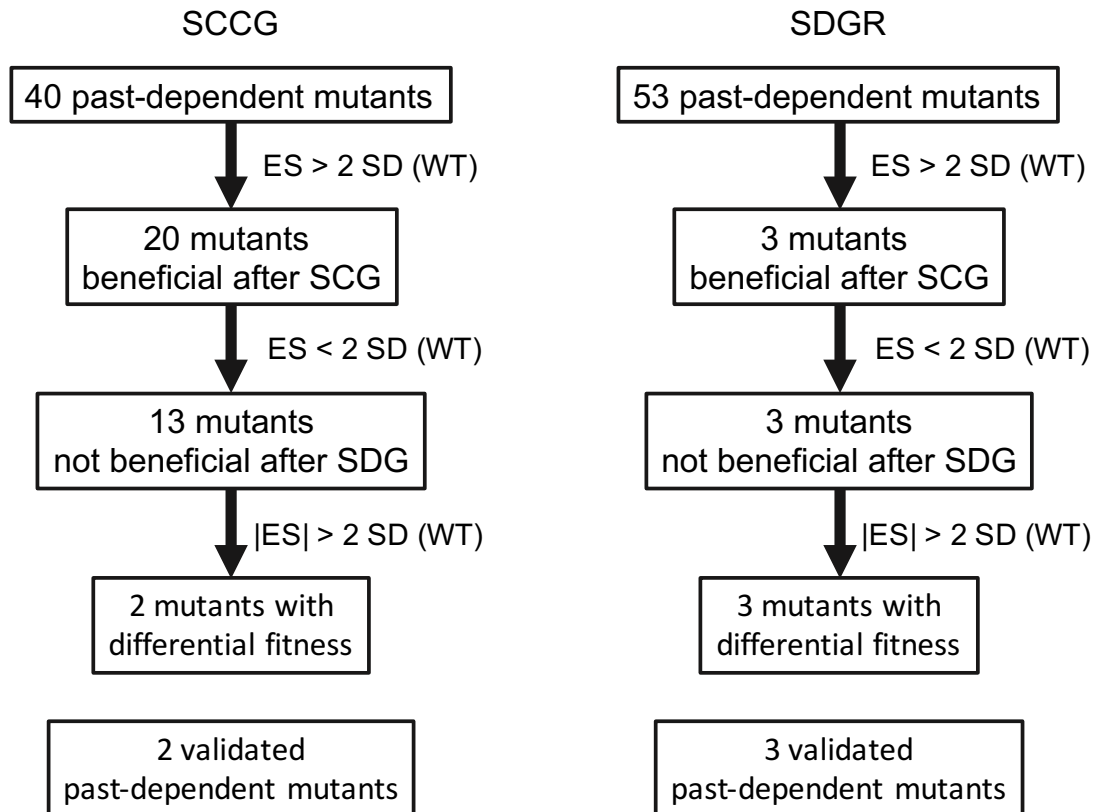 SCCG
40 past-dependent mutants
ES > 2 SD (WT)
20 mutants
beneficial after SCG
ES < 2 SD (WT)
13 mutants
not beneficial after SDG
|ES| > 2 SD (WT)
2 mutants with
differential fitness
2 validated
past-dependent mutants
SDGR
53 past-dependent mutants
ES > 2 SD (WT)
3 mutants
beneficial after SCG
ES < 2 SD (WT)
3 mutants
not beneficial after SDG
|ES| > 2 SD (WT)
3 mutants with
differential fitness
3 validated
past-dependent mutants